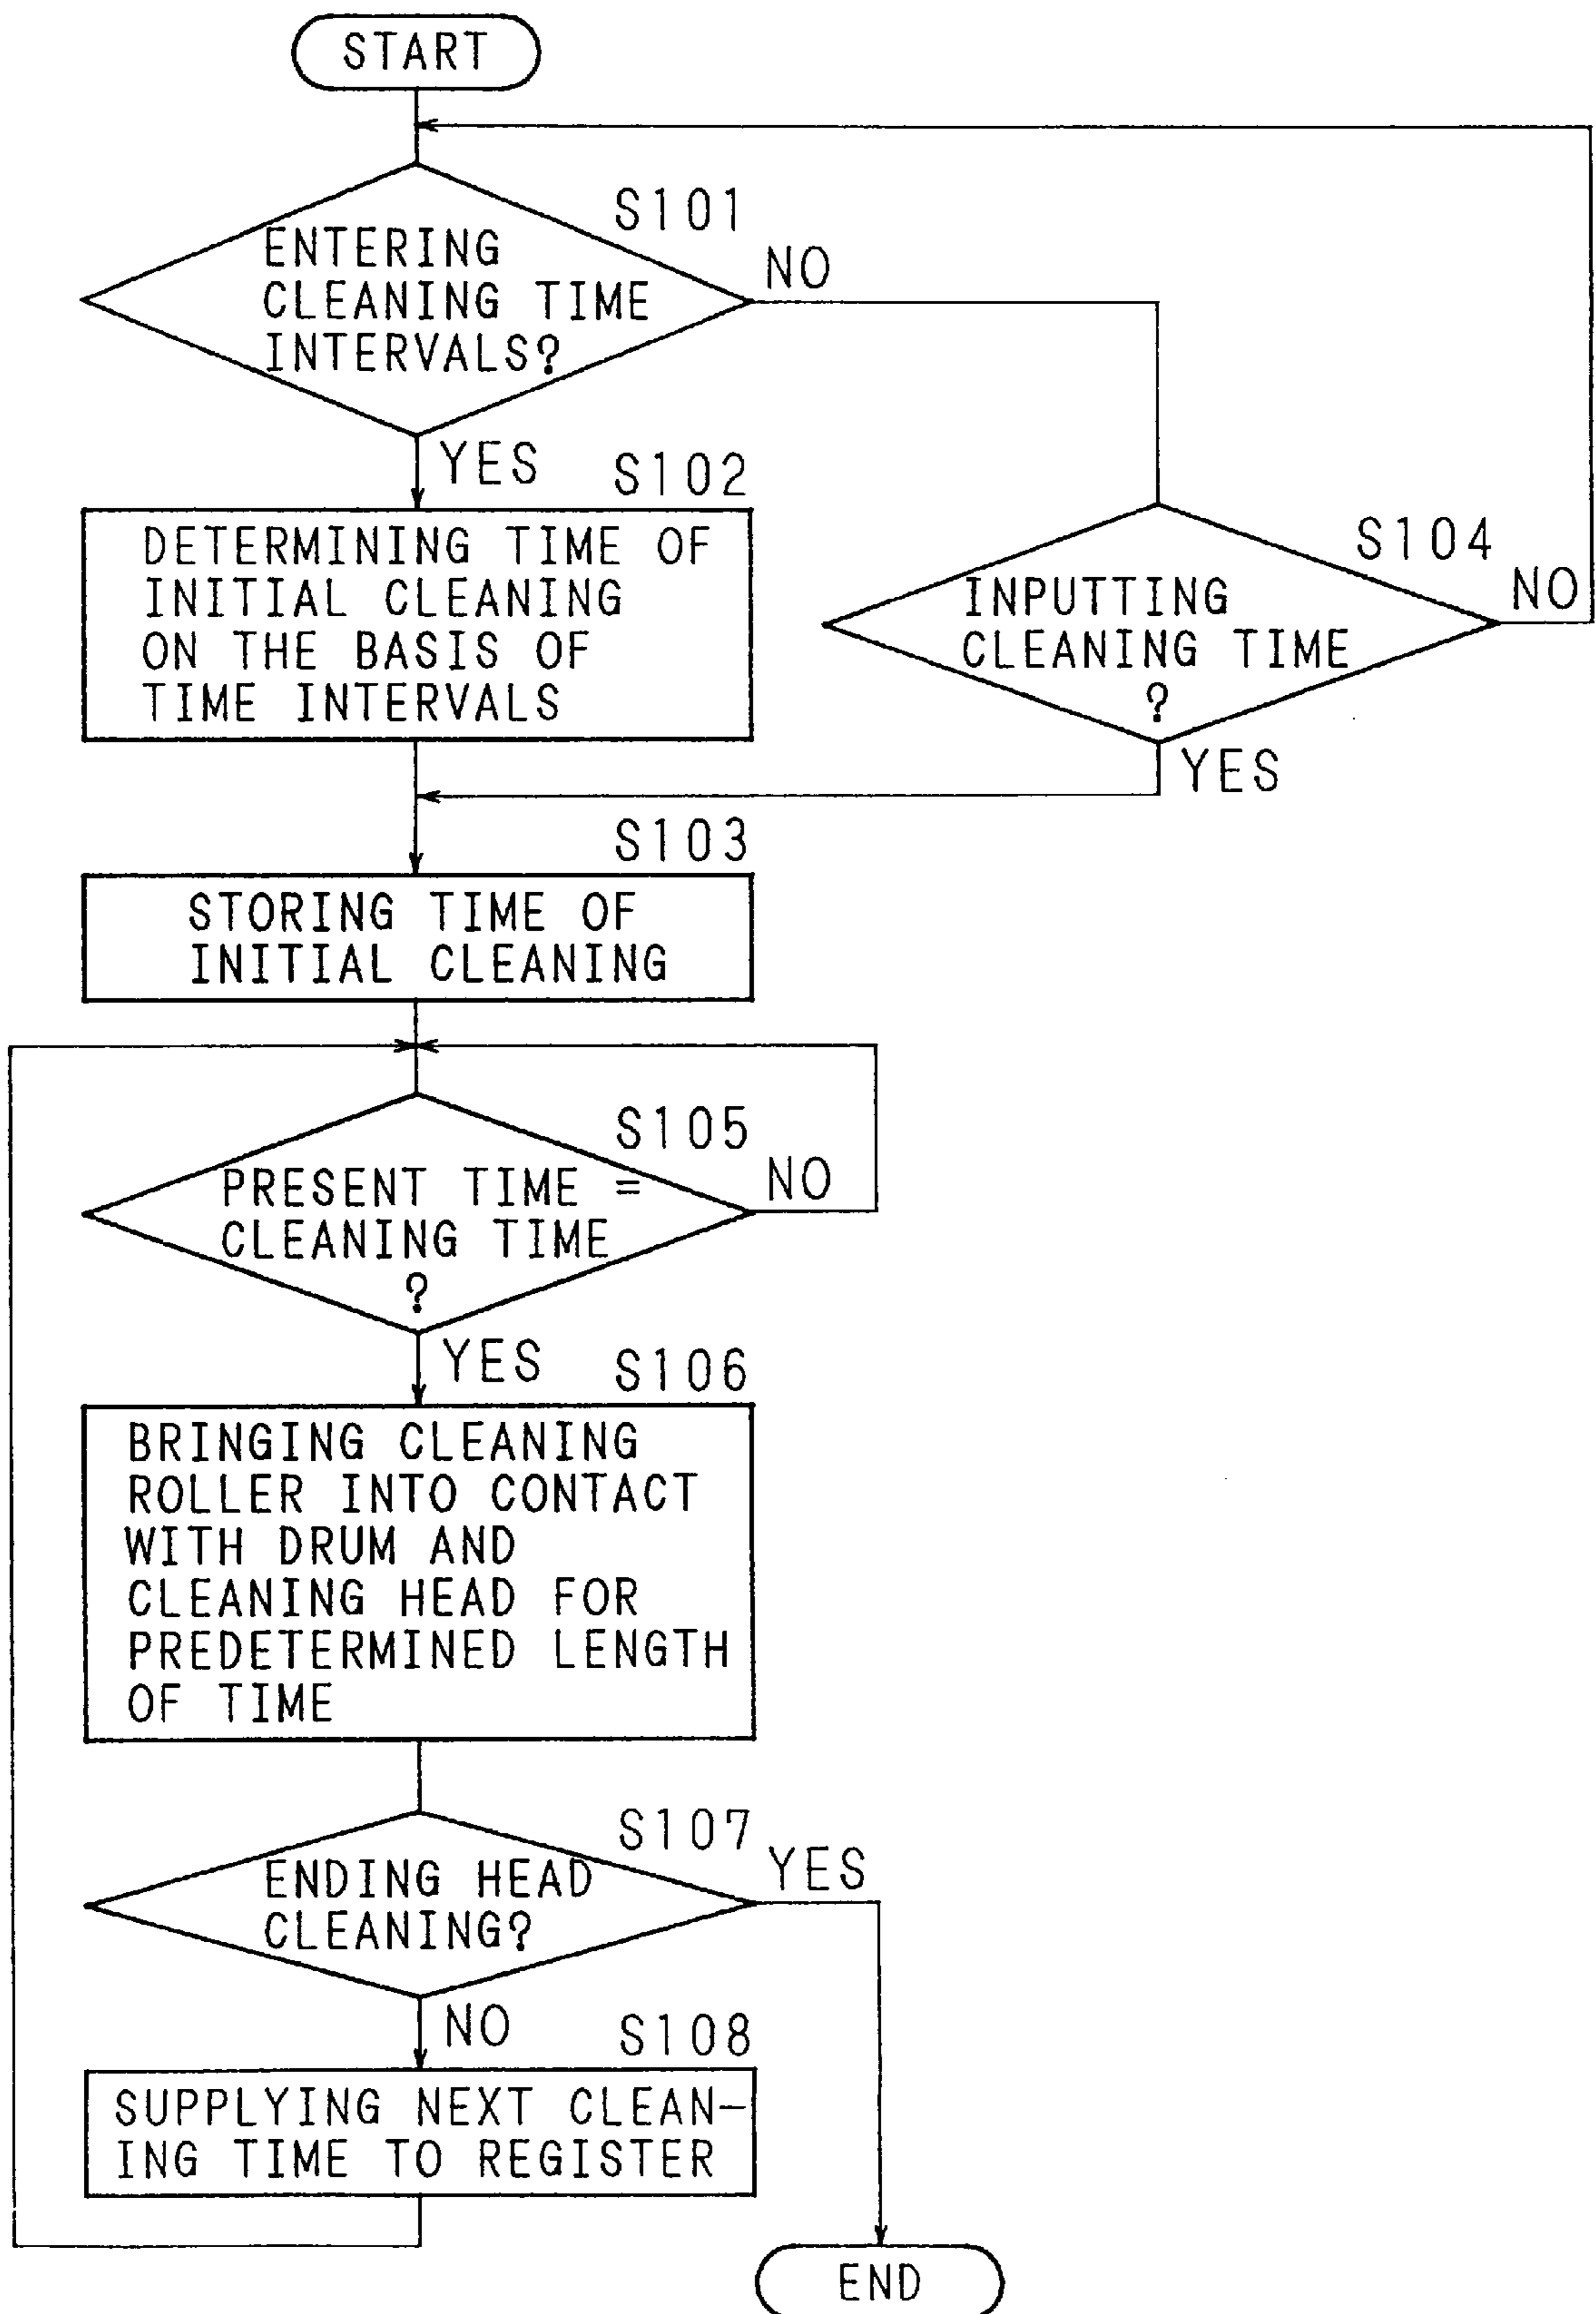 START
S101
ENTERING
CLEANING TIME
INTERVALS?
NO
YES
S102
DETERMINING TIME OF
INITIAL CLEANING
ON THE BASIS OF
TIME INTERVALS
S104
INPUTTING
CLEANING TIME
?
NO
YES
S103
STORING TIME OF
INITIAL CLEANING
S105
PRESENT TIME =
CLEANING TIME
?
NO
YES
S106
BRINGING CLEANING
ROLLER INTO CONTACT
WITH DRUM AND
CLEANING HEAD FOR
PREDETERMINED LENGTH
OF TIME
S107
ENDING HEAD
CLEANING?
YES
NO
S108
SUPPLYING NEXT CLEAN-
ING TIME TO REGISTER
END